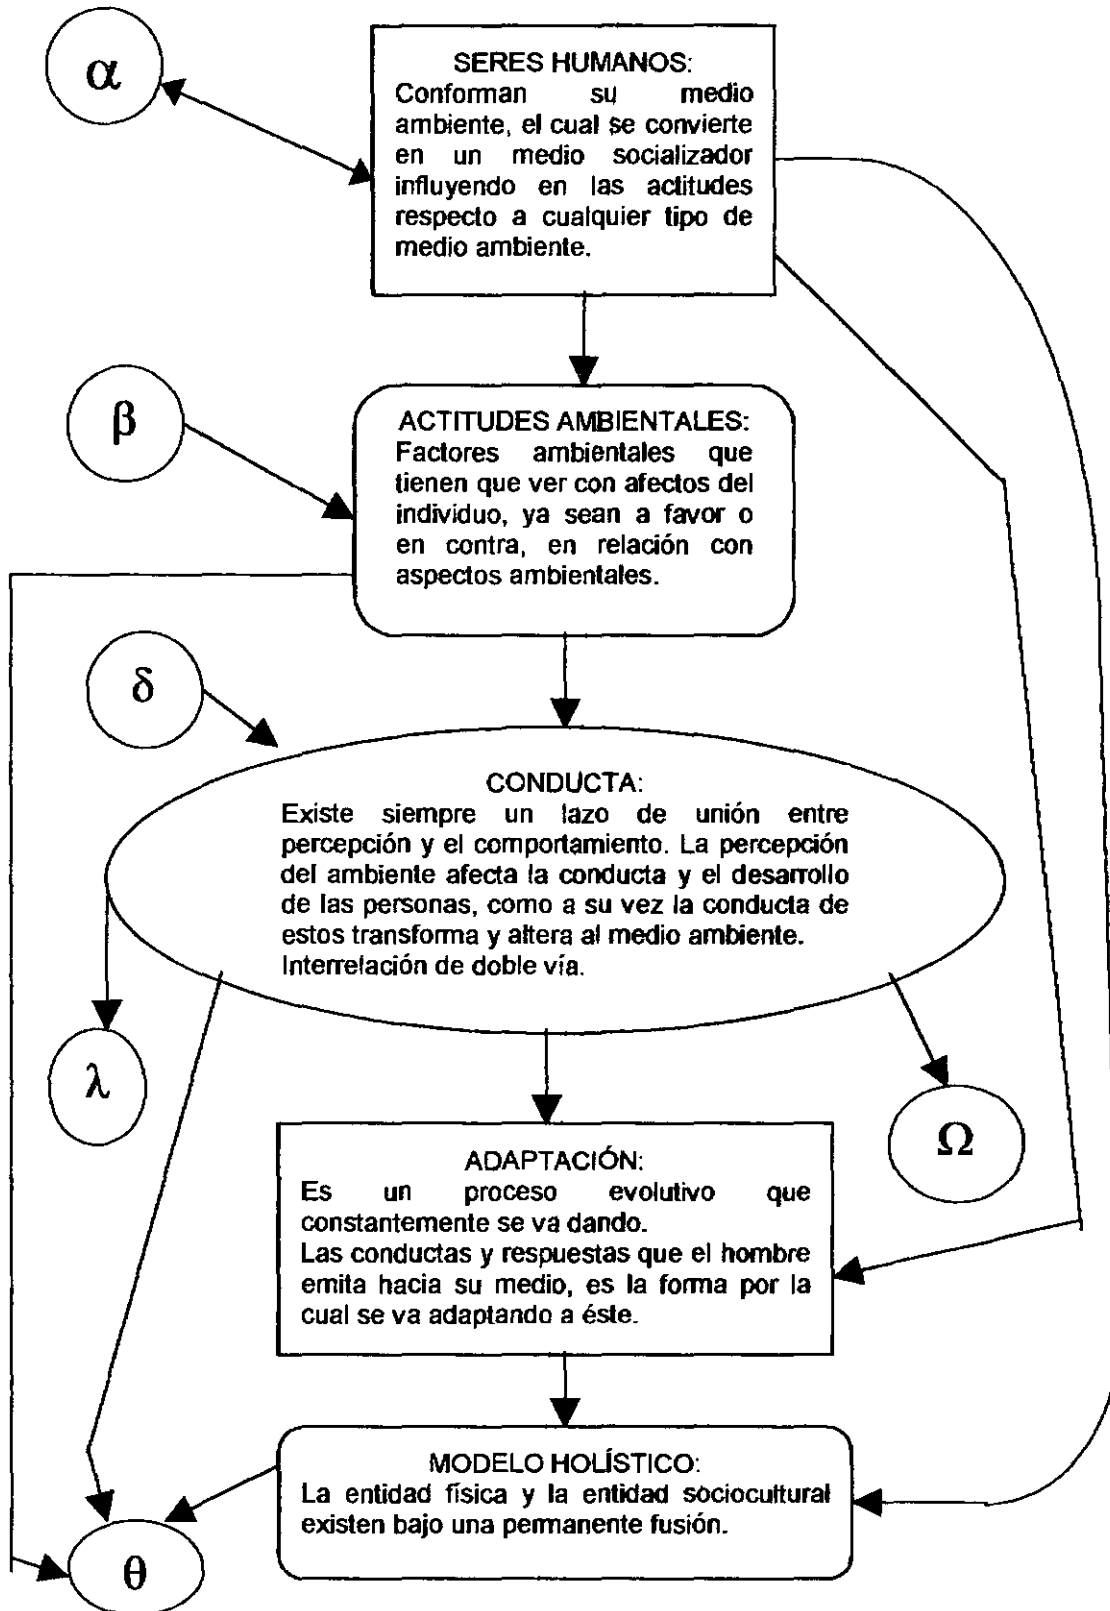 α
SERES HUMANOS:
Conforman su medio
ambiente, el cual se convierte
en un medio socializador
influyendo en las actitudes
respecto a cualquier tipo de
medio ambiente.
β
ACTITUDES AMBIENTALES:
Factores ambientales que
tienen que ver con afectos del
individuo, ya sean a favor o
en contra, en relación con
aspectos ambientales.
δ
CONDUCTA:
Existe siempre un lazo de unión entre
percepción y el comportamiento. La percepción
del ambiente afecta la conducta y el desarrollo
de las personas, como a su vez la conducta de
estos transforma y altera al medio ambiente.
Interrelación de doble vía.
λ
Ω
ADAPTACIÓN:
Es un proceso evolutivo que
constantemente se va dando.
Las conductas y respuestas que el hombre
emita hacia su medio, es la forma por la
cual se va adaptando a éste.
MODELO HOLÍSTICO:
La entidad física y la entidad sociocultural
existen bajo una permanente fusión.
θ